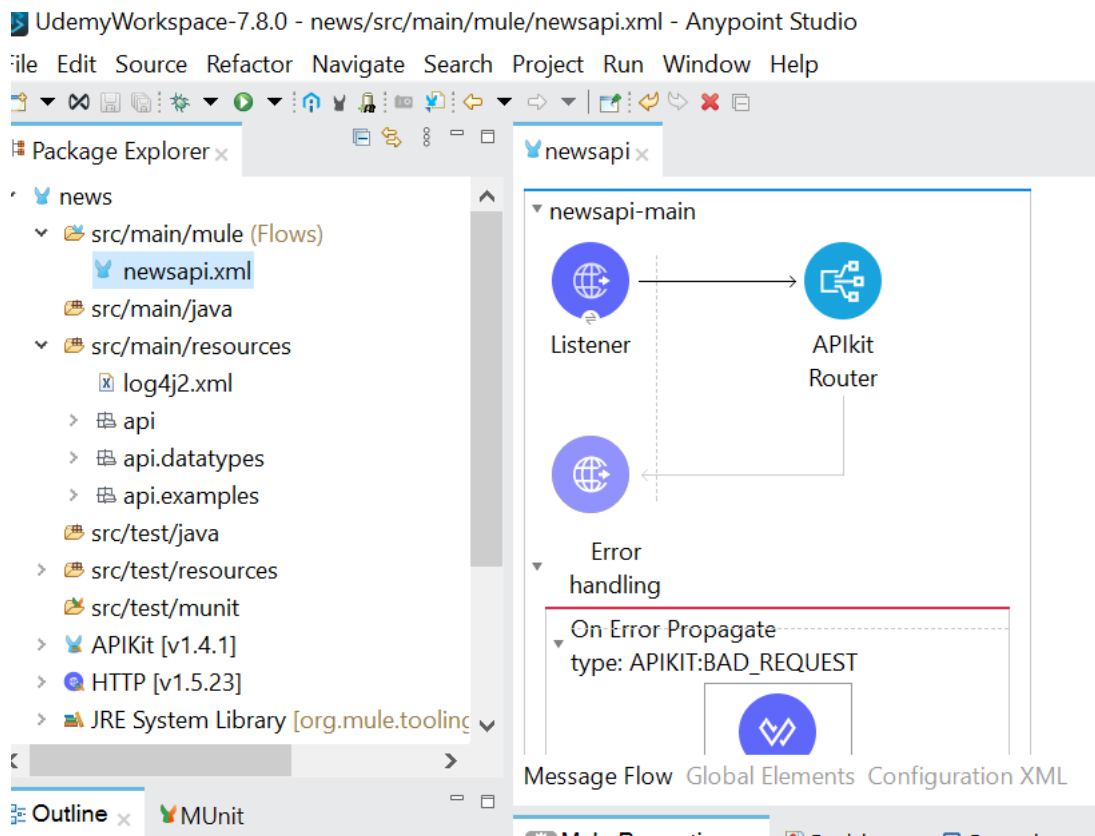 UdemyWorkspace-7.8.0 - news/src/main/mule/newsapi.xml - Anypoint Studio
File Edit Source Refactor Navigate Search Project Run Window Help
Package Explorer
newsapi
news
src/main/mule (Flows)
newsapi.xml
src/main/java
src/main/resources
log4j2.xml
api
api.datatypes
api.examples
src/test/java
src/test/resources
src/test/munit
APIKit [v1.4.1]
HTTP [v1.5.23]
JRE System Library [org.mule.tooling
newsapi-main
Listener
APIkit
Router
Error
handling
On Error Propagate
type: APIKIT:BAD_REQUEST
Message Flow Global Elements Configuration XML
Outline
MUnit